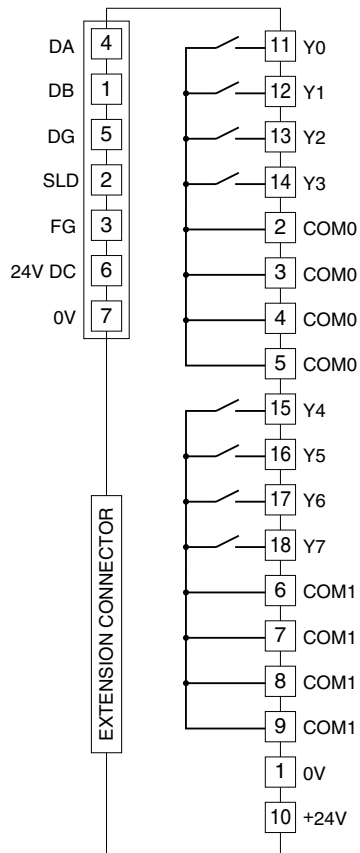 DA 4
DB 1
DG 5
SLD 2
FG 3
24V DC 6
0V 7
EXTENSION CONNECTOR
11 Y0
12 Y1
13 Y2
14 Y3
2 COM0
3 COM0
4 COM0
5 COM0
15 Y4
16 Y5
17 Y6
18 Y7
6 COM1
7 COM1
8 COM1
9 COM1
1 0V
10 +24V